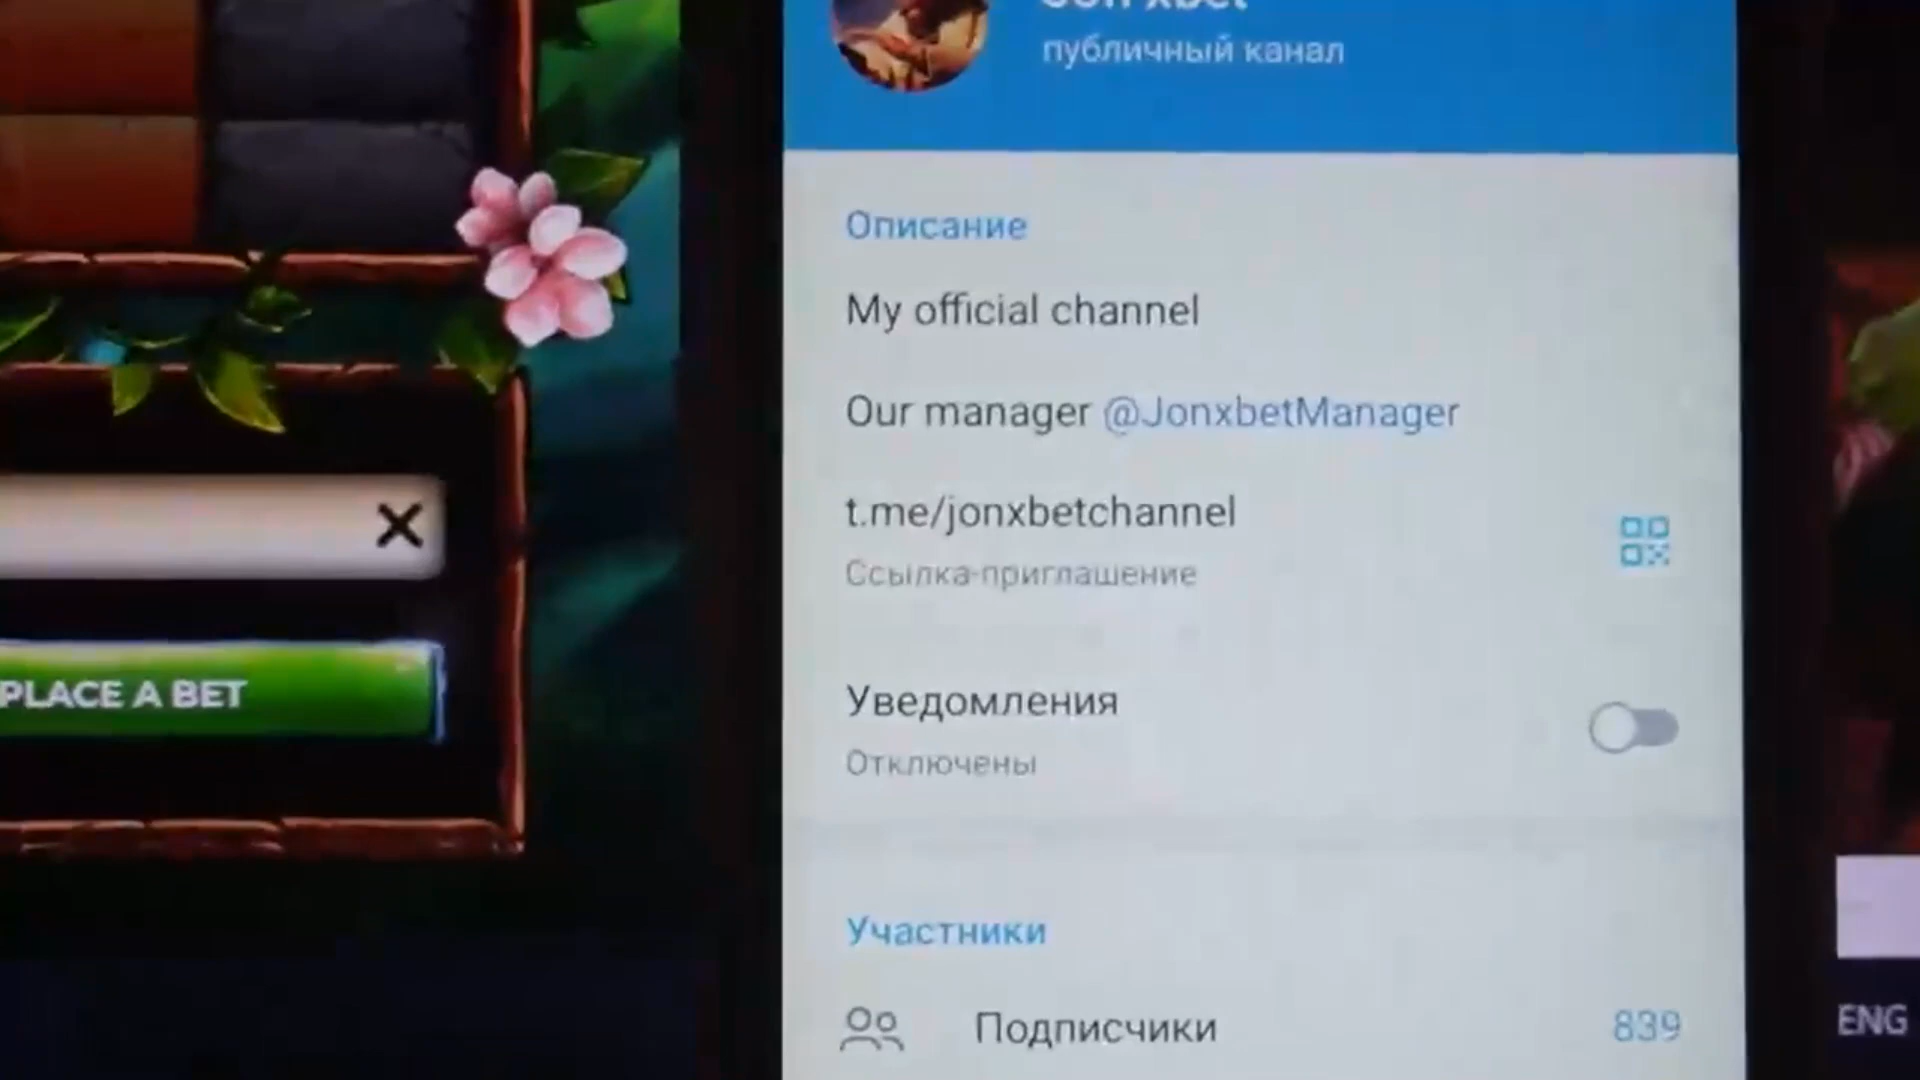 публичный канал
Описание
My official channel
Our manager @JonxbetManager
t.me/jonxbetchannel
Ссылка-приглашение
Уведомления
Отключены
Участники
Подписчики 839
PLACE A BET
ENG